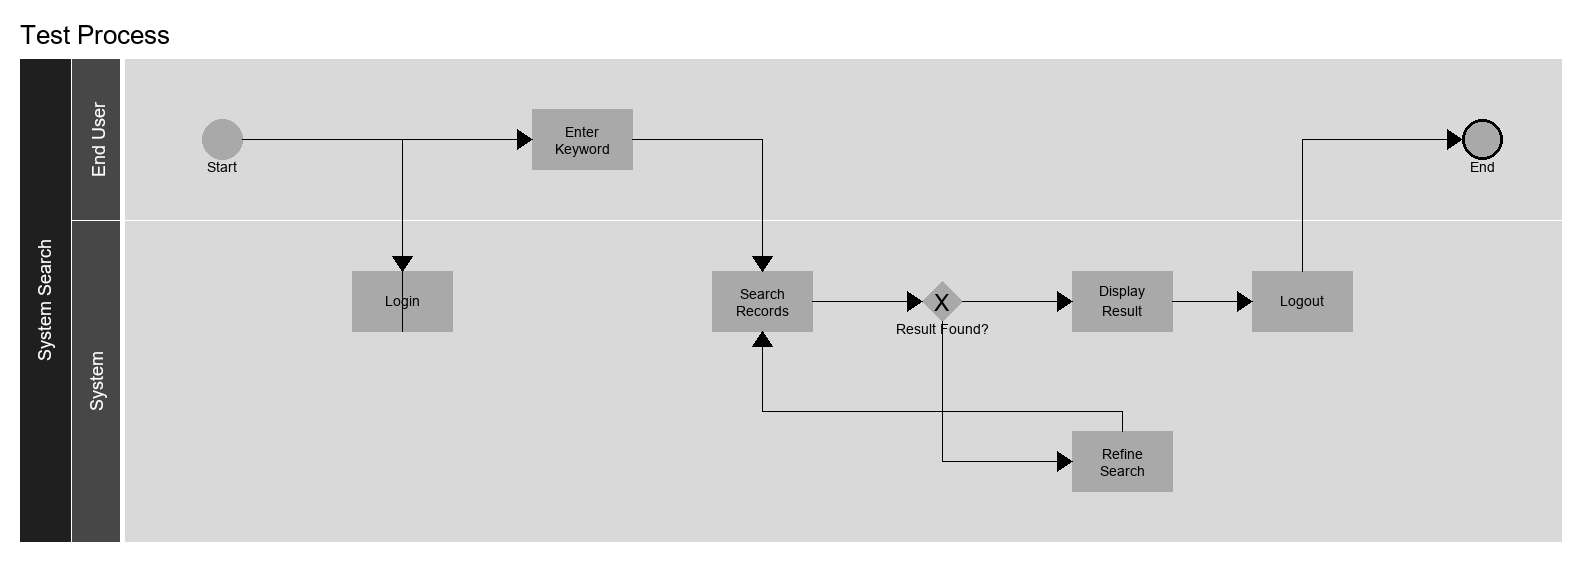 Test Process
System Search
End User
Start
Enter
Keyword
End
System
Login
Search
Records
X
Result Found?
Display
Result
Logout
Refine
Search